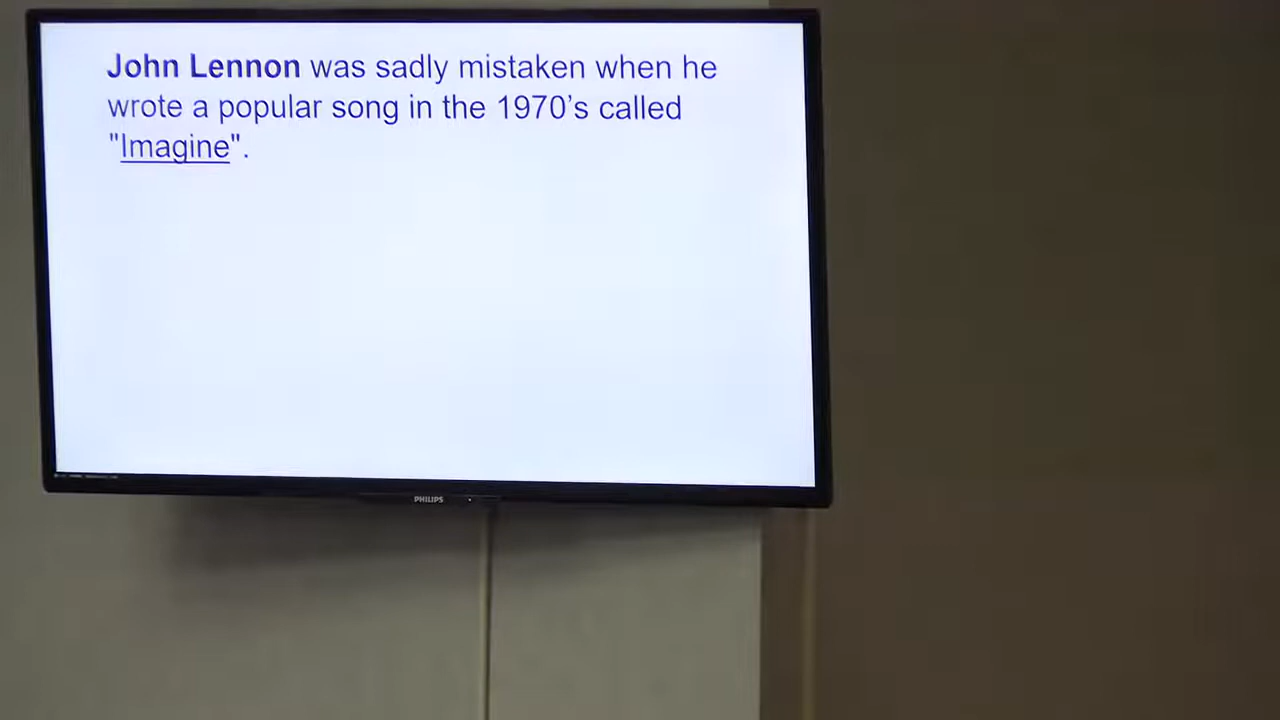 John Lennon was sadly mistaken when he
wrote a popular song in the 1970’s called
"Imagine".
PHILIPS